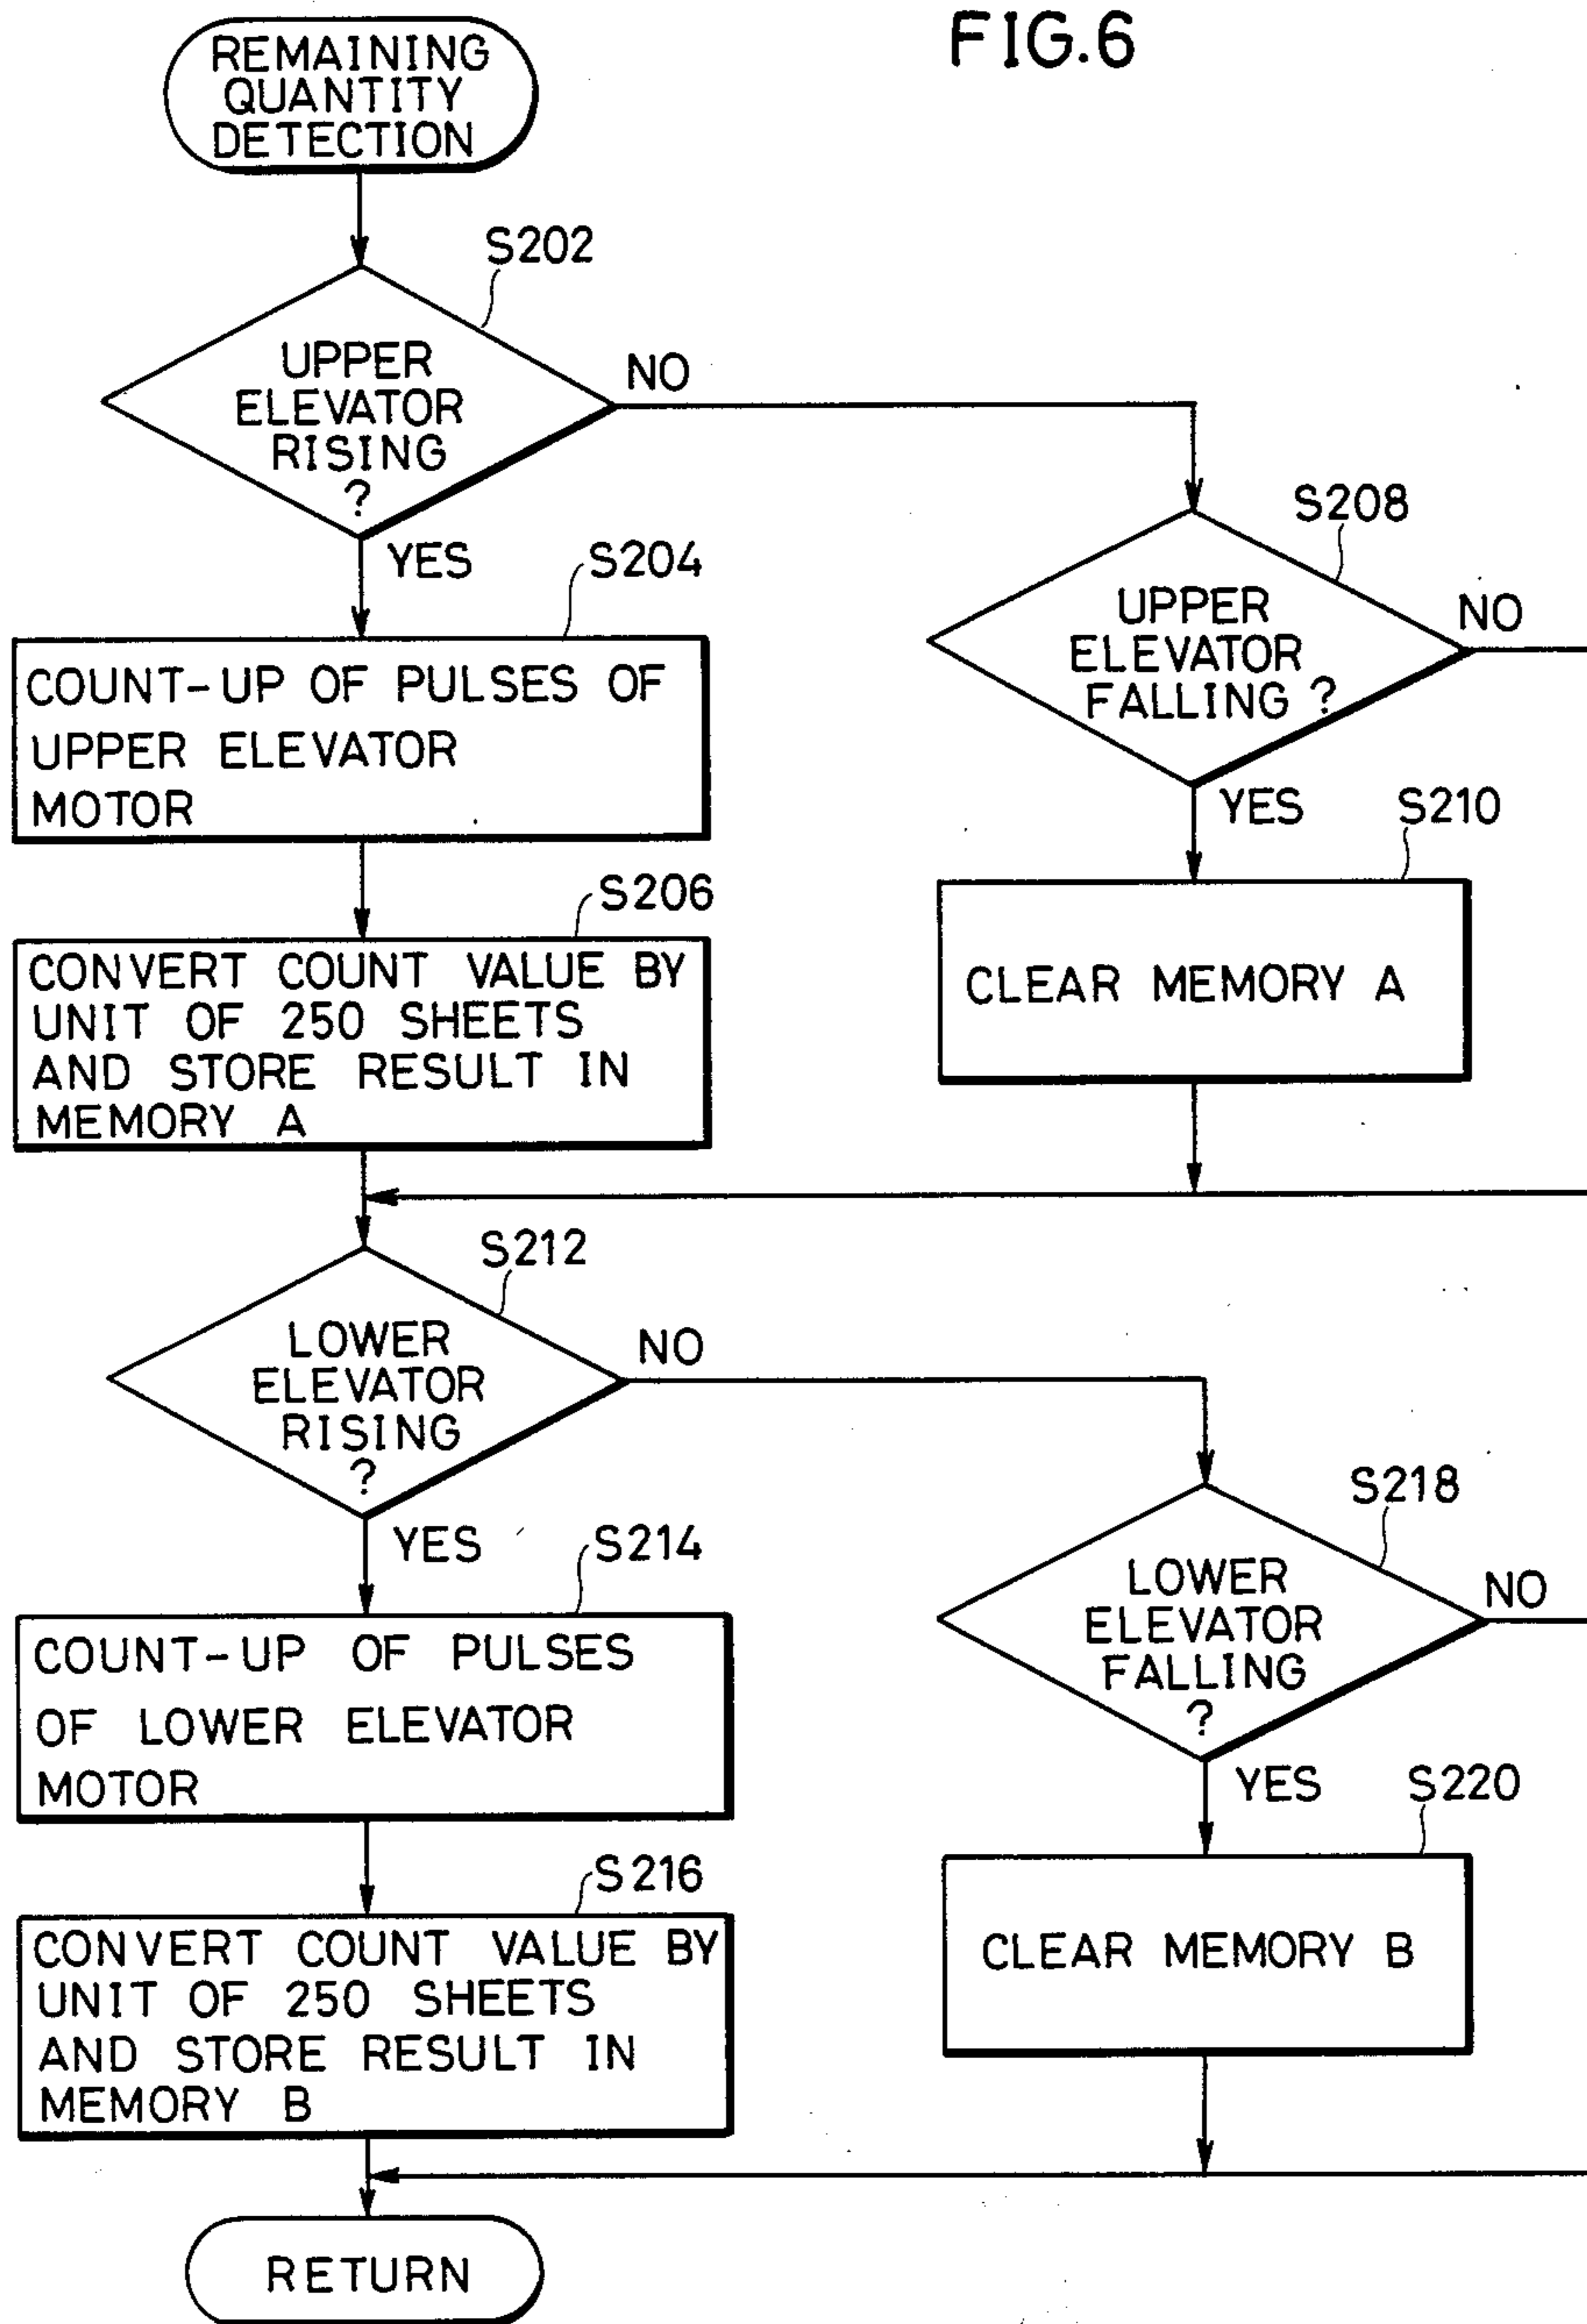 FIG.6
REMAINING
QUANTITY
DETECTION
S202
UPPER
ELEVATOR
RISING
?
NO
YES
S204
COUNT-UP OF PULSES OF
UPPER ELEVATOR
MOTOR
S206
CONVERT COUNT VALUE BY
UNIT OF 250 SHEETS
AND STORE RESULT IN
MEMORY A
S208
UPPER
ELEVATOR
FALLING ?
NO
YES
S210
CLEAR MEMORY A
S212
LOWER
ELEVATOR
RISING
?
NO
YES
S214
COUNT-UP OF PULSES
OF LOWER ELEVATOR
MOTOR
S216
CONVERT COUNT VALUE BY
UNIT OF 250 SHEETS
AND STORE RESULT IN
MEMORY B
S218
LOWER
ELEVATOR
FALLING
?
NO
YES
S220
CLEAR MEMORY B
RETURN